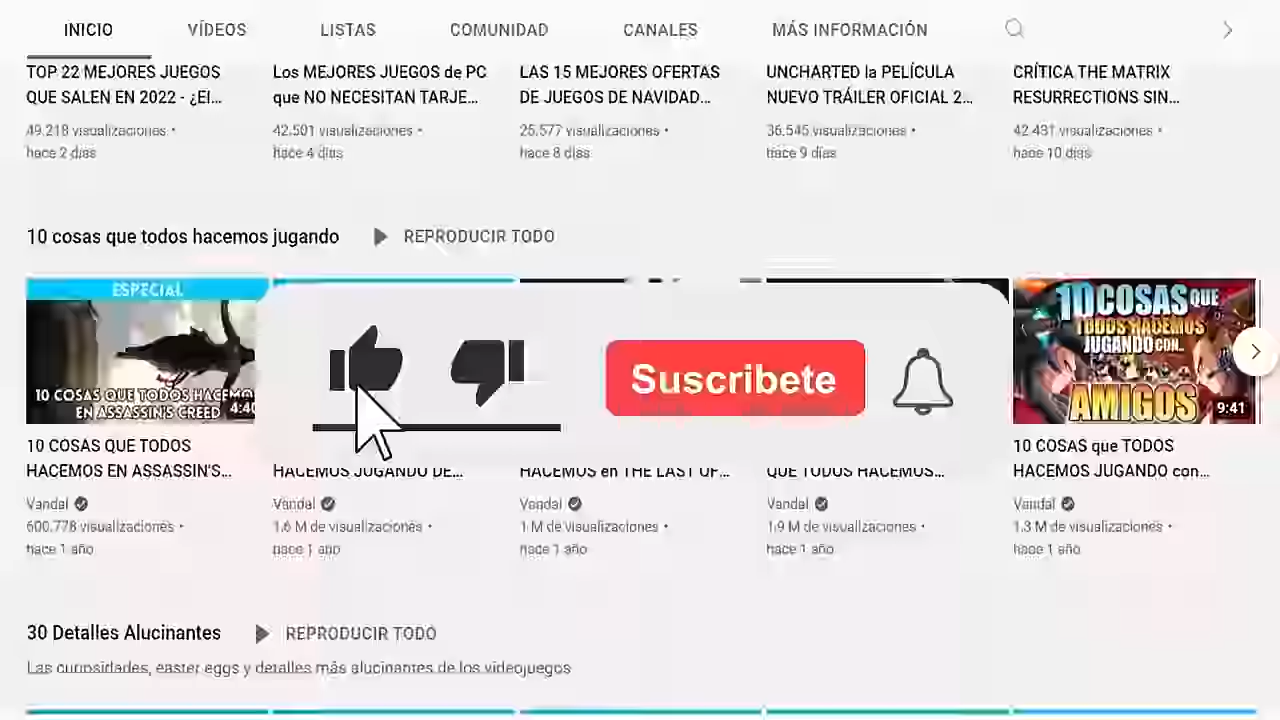 INICIO VÍDEOS LISTAS COMUNIDAD CANALES MÁS INFORMACIÓN
TOP 22 MEJORES JUEGOS
QUE SALEN EN 2022 - ¿El...
49.218 visualizaciones •
hace 2 días
Los MEJORES JUEGOS de PC
que NO NECESITAN TARJE...
42.501 visualizaciones •
hace 4 días
LAS 15 MEJORES OFERTAS
DE JUEGOS DE NAVIDAD...
25.577 visualizaciones •
hace 8 días
UNCHARTED la PELÍCULA
NUEVO TRÁILER OFICIAL 2...
36.545 visualizaciones •
hace 9 días
CRÍTICA THE MATRIX
RESURRECTIONS SIN...
42.431 visualizaciones •
hace 10 días
10 cosas que todos hacemos jugando REPRODUCIR TODO
ESPECIAL
10 COSAS QUE TODOS HACEMO
EN ASSASSIN'S CREED
4:40
10 COSAS QUE TODOS
HACEMOS EN ASSASSIN'S...
Vandal
600.778 visualizaciones •
hace 1 año
Suscribete
HACEMOS JUGANDO DE...
Vandal
1.6 M de visualizaciones •
hace 1 año
HACEMOS en THE LAST OF...
Vandal
1 M de visualizaciones •
hace 1 año
QUE TODOS HACEMOS...
Vandal
1.9 M de visualizaciones •
hace 1 año
10 COSAS QUE
TODOS HACEMOS
JUGANDO CON...
AMIGOS
9:41
10 COSAS que TODOS
HACEMOS JUGANDO con...
Vandal
1.3 M de visualizaciones •
hace 1 año
30 Detalles Alucinantes REPRODUCIR TODO
Las curiosidades, easter eggs y detalles más alucinantes de los videojuegos